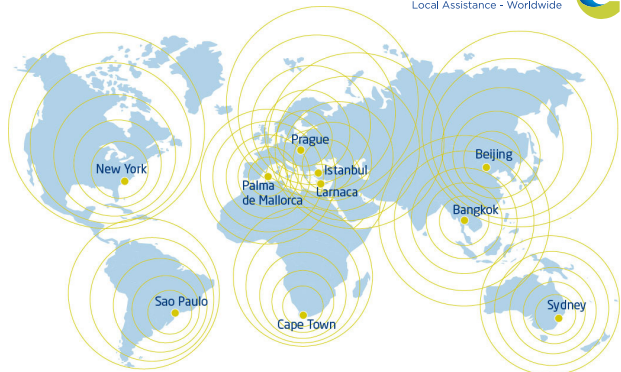 Local Assistance - Worldwide
Prague
New York
Istanbul
Beijing
Palma
de Mallorca
Larnaca
Bangkok
Sao Paulo
Cape Town
Sydney